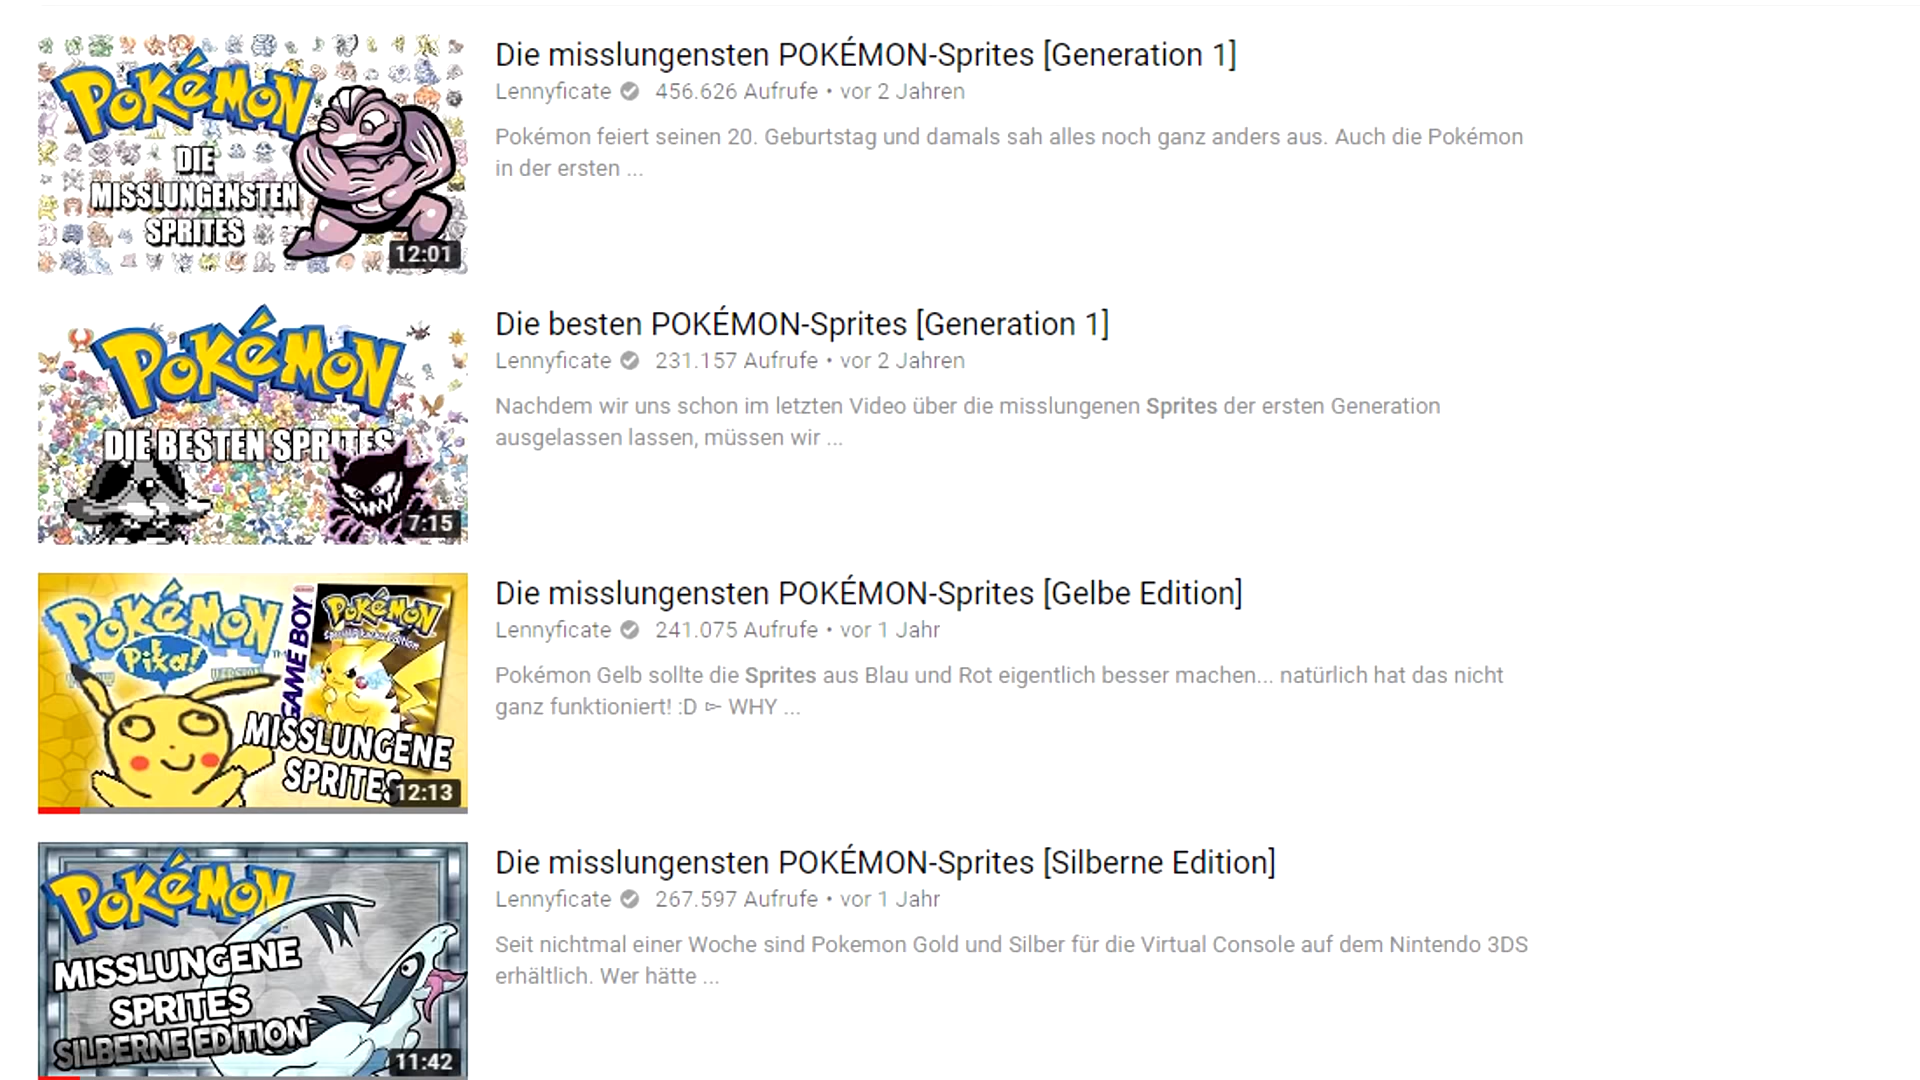 POKéMON
DIE
MISSLUNGENSTEN
SPRITES
12:01
Die misslungensten POKÉMON-Sprites [Generation 1]
Lennyficate 456.626 Aufrufe • vor 2 Jahren
Pokémon feiert seinen 20. Geburtstag und damals sah alles noch ganz anders aus. Auch die Pokémon
in der ersten ...
POKéMON
DIE BESTEN SPRITES
7:15
Die besten POKÉMON-Sprites [Generation 1]
Lennyficate 231.157 Aufrufe • vor 2 Jahren
Nachdem wir uns schon im letzten Video über die misslungenen Sprites der ersten Generation
ausgelassen lassen, müssen wir ...
POKéMON
Pika!
GAME BOY
POKéMON
MISSLUNGENE
SPRITES
12:13
Die misslungensten POKÉMON-Sprites [Gelbe Edition]
Lennyficate 241.075 Aufrufe • vor 1 Jahr
Pokémon Gelb sollte die Sprites aus Blau und Rot eigentlich besser machen... natürlich hat das nicht
ganz funktioniert! :D ▻ WHY ...
POKéMON
MISSLUNGENE
SPRITES
SILBERNE EDITION
11:42
Die misslungensten POKÉMON-Sprites [Silberne Edition]
Lennyficate 267.597 Aufrufe • vor 1 Jahr
Seit nichtmal einer Woche sind Pokemon Gold und Silber für die Virtual Console auf dem Nintendo 3DS
erhältlich. Wer hätte ...